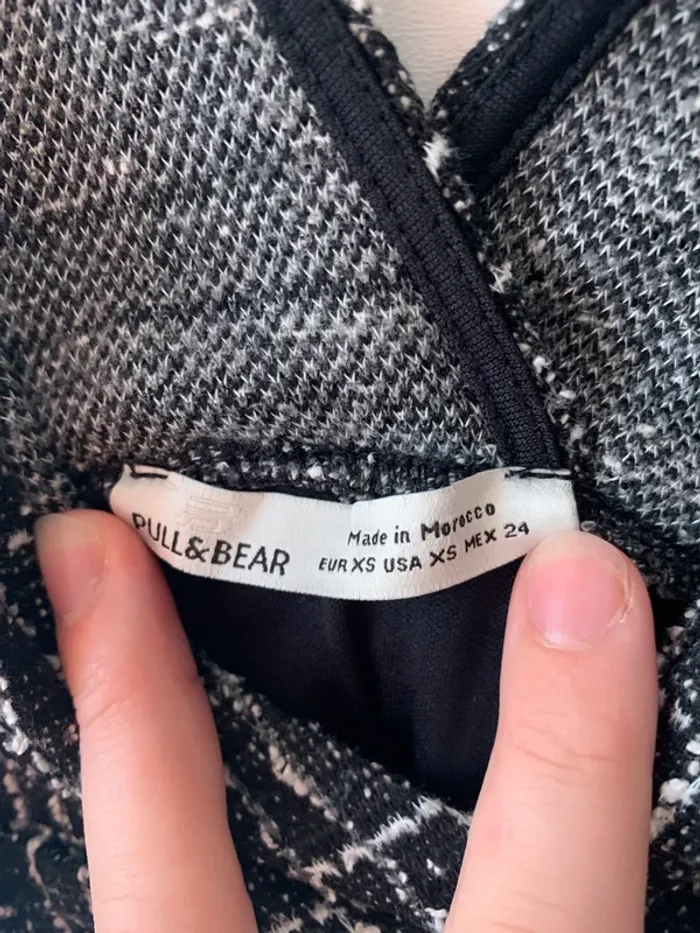 PULL&BEAR
Made in Morocco
EUR XS USA XS MEX 24